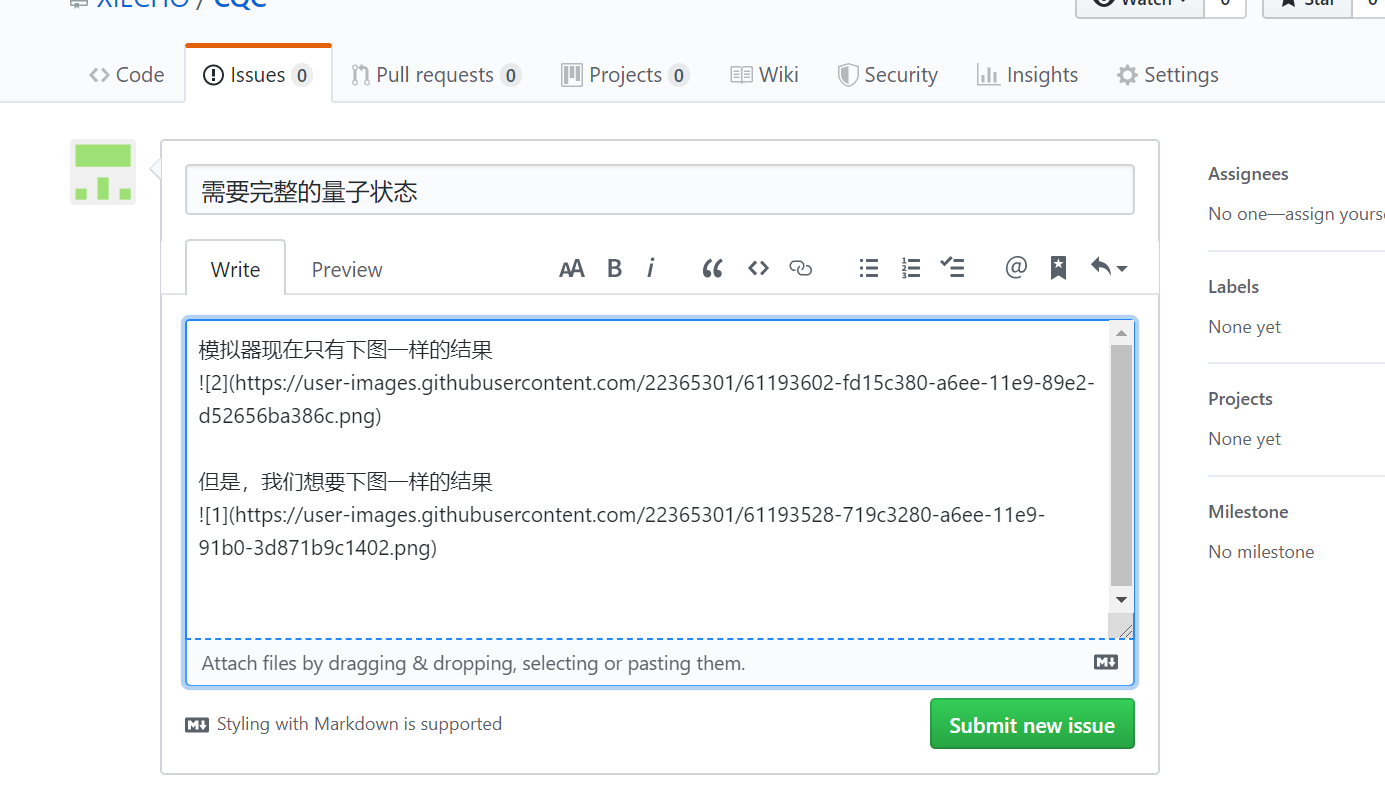 XIECHO / CQC
Watch 0 Star 0
Code Issues 0 Pull requests 0 Projects 0 Wiki Security Insights Settings
需要完整的量子状态
Write Preview
模拟器现在只有下图一样的结果
![2](https://user-images.githubusercontent.com/22365301/61193602-fd15c380-a6ee-11e9-89e2-
d52656ba386c.png)
但是，我们想要下图一样的结果
![1](https://user-images.githubusercontent.com/22365301/61193528-719c3280-a6ee-11e9-
91b0-3d871b9c1402.png)
Attach files by dragging & dropping, selecting or pasting them.
Styling with Markdown is supported
Submit new issue
Assignees
No one—assign yourse
Labels
None yet
Projects
None yet
Milestone
No milestone